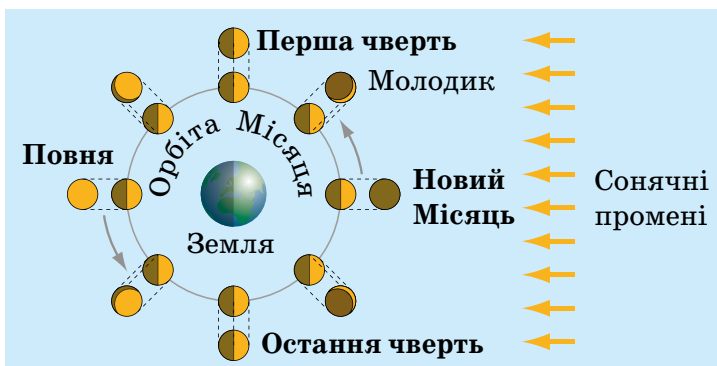 Перша чверть
Молодик
Орбіта Місяця
Повня
Новий
Місяць
Сонячні
промені
Земля
Остання чверть